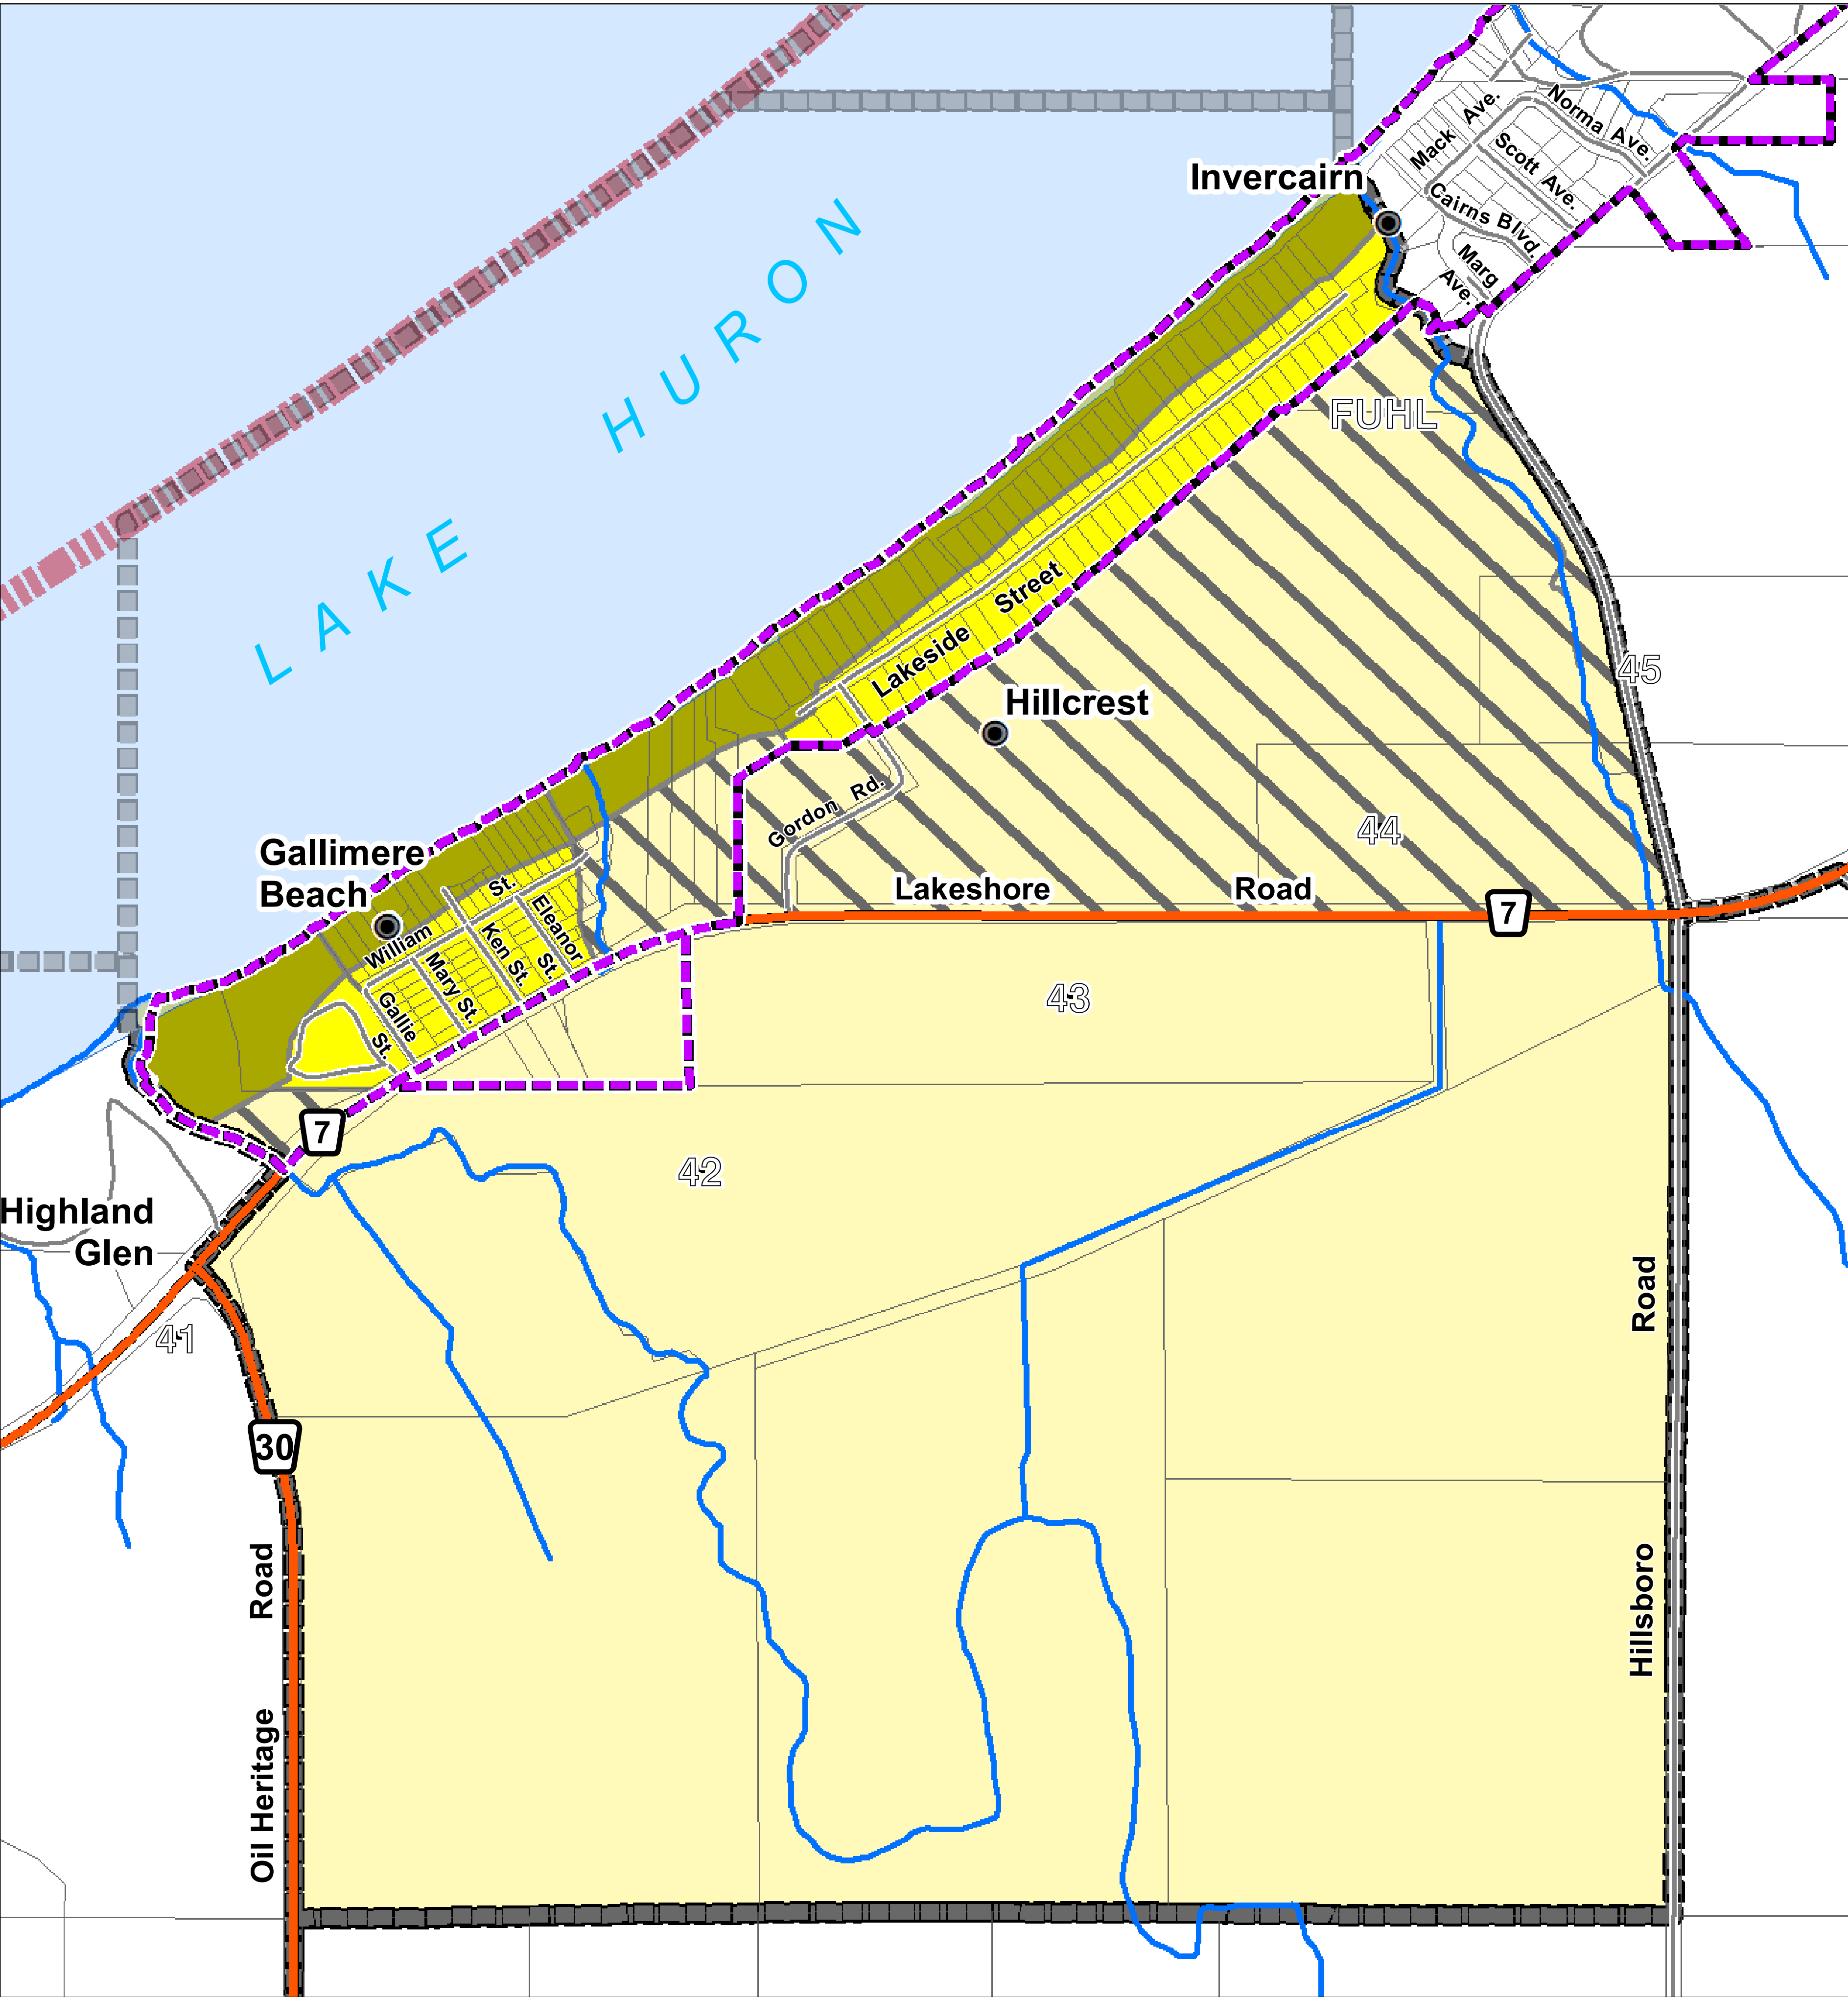 Mack Ave.
Norma Ave.
Scott Ave.
Cairns Blvd.
Marg
Ave.
Invercairn
LAKE HURON
FUHL
Lakeside Street
45
Hillcrest
Gordon Rd.
44
Gallimere
Beach
Lakeshore Road
7
William St.
Eleanor
St.
Ken St.
Mary St.
Gallie
St.
43
7
42
Highland
Glen
41
30
Oil Heritage Road
Hillsboro Road